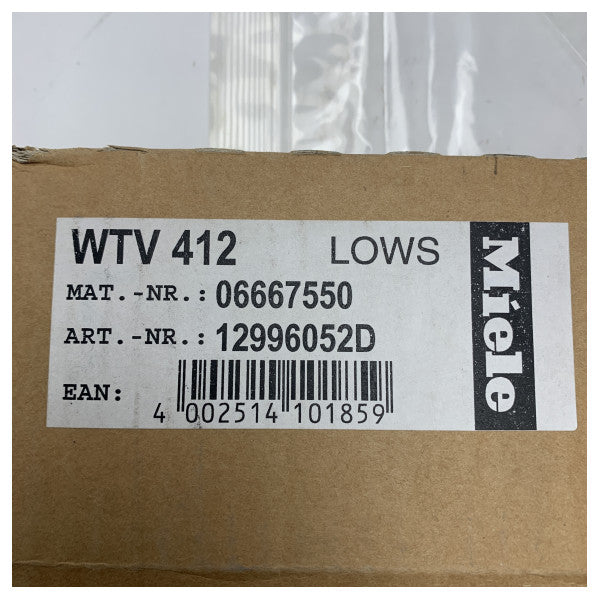 WTV 412 LOWS
MAT.-NR.: 06667550
ART.-NR.: 12996052D
EAN:
4 002514 101859
Miele